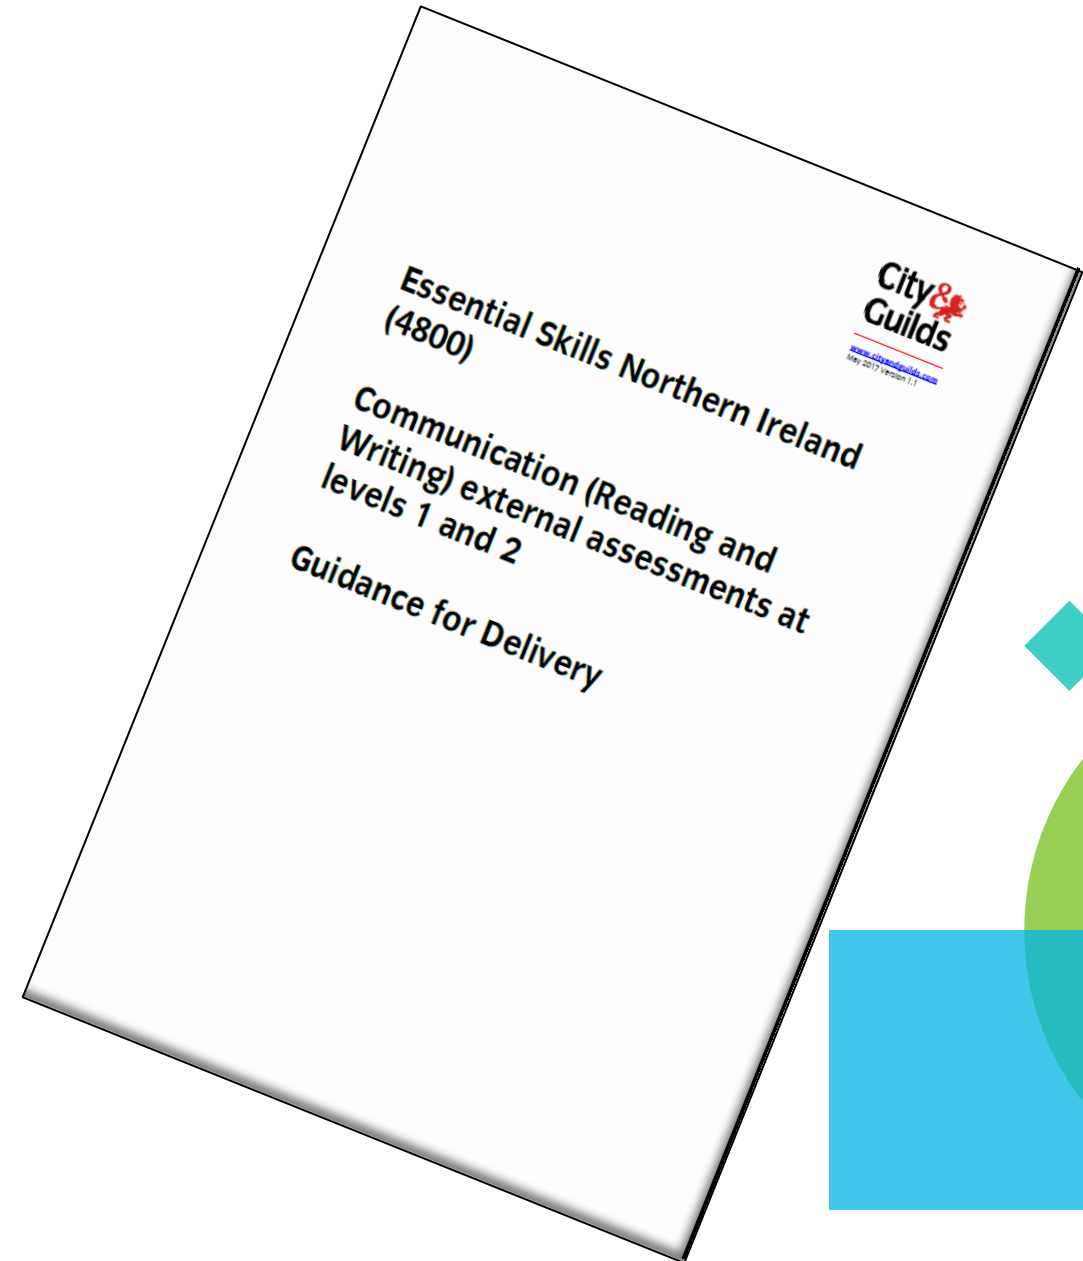 City&
Guilds
www.cityandguilds.com
May 2017 Version 1.1
Essential Skills Northern Ireland
(4800)
Communication (Reading and
Writing) external assessments at
levels 1 and 2
Guidance for Delivery